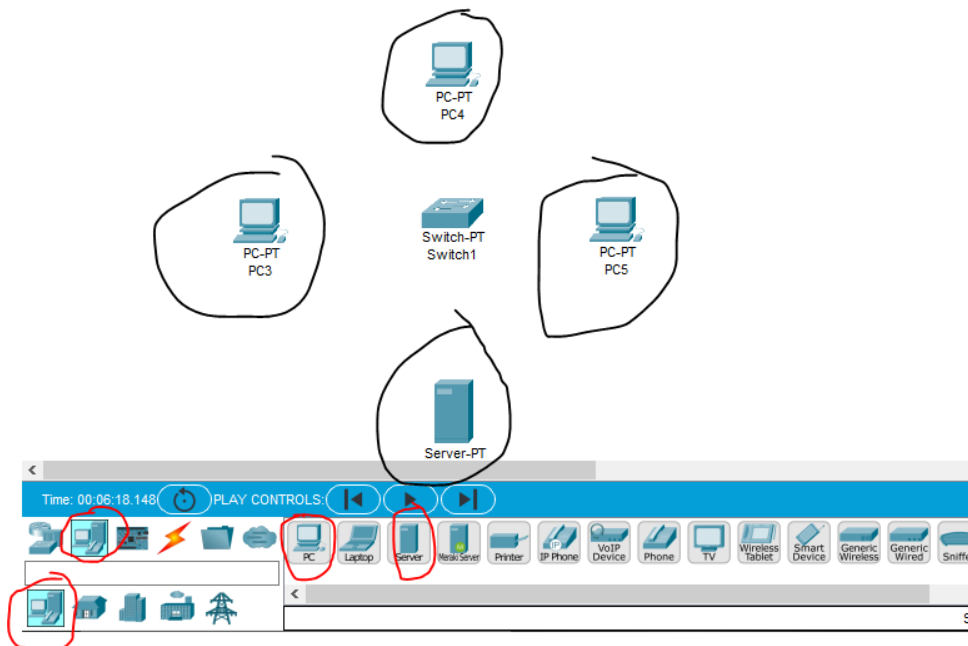 PC-PT
PC4
PC-PT
PC3
Switch-PT
Switch1
PC-PT
PC5
Server-PT
Time: 00:06:18.148
PLAY CONTROLS:
PC
Laptop
Server
Meraki Server
Printer
IP Phone
VoIP
Device
Phone
TV
Wireless
Tablet
Smart
Device
Generic
Wireless
Generic
Wired
Sniffe
S